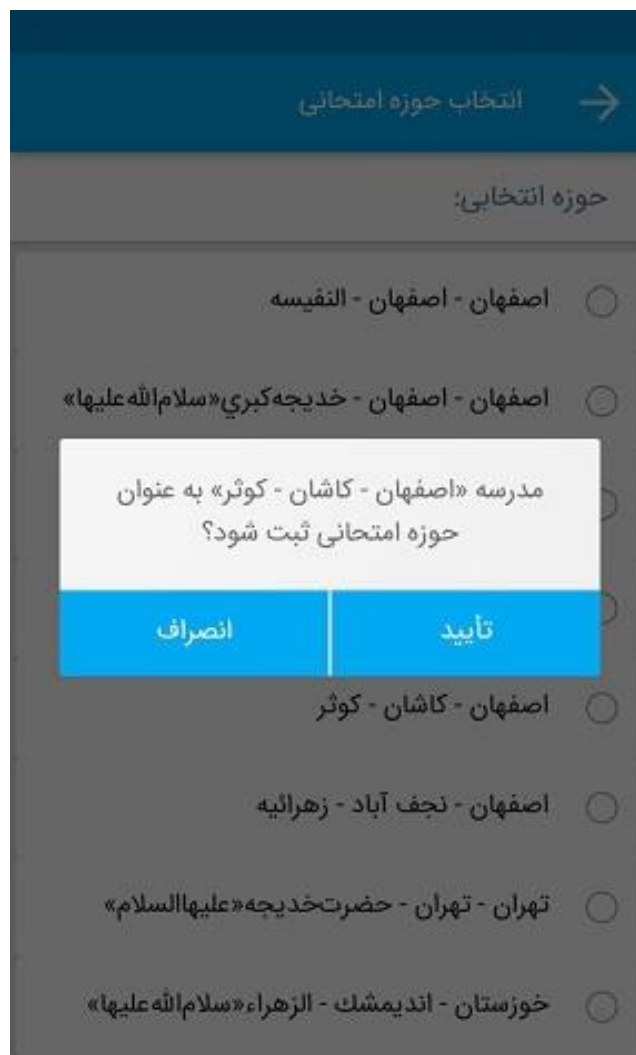 انتخاب حوزه امتحانی
حوزه انتخابی:
اصفهان - اصفهان - النفیسه
اصفهان - اصفهان - خدیجه‌کبري«سلام‌الله‌علیها»
مدرسه «اصفهان - کاشان - کوثر» به عنوان
حوزه امتحانی ثبت شود؟
تأیید
انصراف
اصفهان - کاشان - کوثر
اصفهان - نجف آباد - زهرائیه
تهران - تهران - حضرت‌خدیجه«علیهاالسلام»
خوزستان - اندیمشك - الزهراء«سلام‌الله‌علیها»